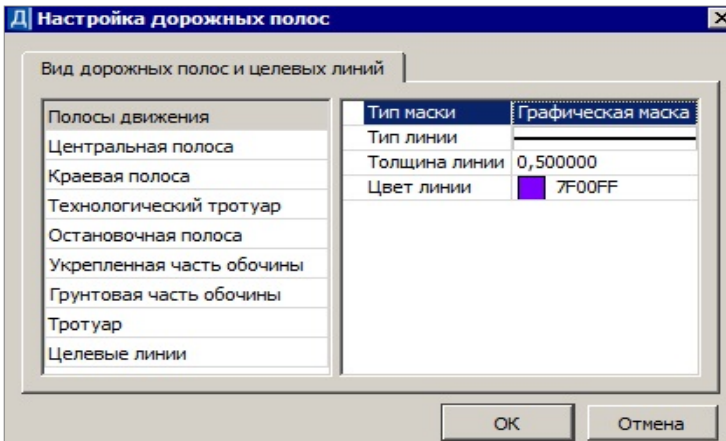 Д Настройка дорожных полос
Вид дорожных полос и целевых линий
Полосы движения
Центральная полоса
Краевая полоса
Технологический тротуар
Остановочная полоса
Укрепленная часть обочины
Грунтовая часть обочины
Тротуар
Целевые линии
Тип маски Графическая маска
Тип линии
Толщина линии 0,500000
Цвет линии 7F00FF
ОК Отмена